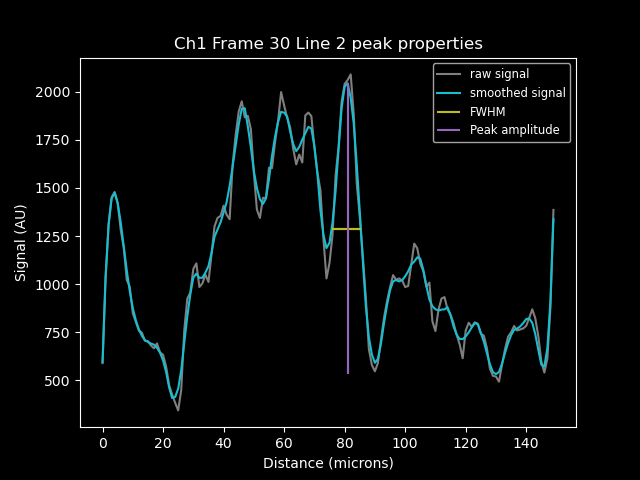 Ch1 Frame 30 Line 2 peak properties
raw signal
smoothed signal
FWHM
Peak amplitude
Signal (AU)
2000
1750
1500
1250
1000
750
500
0 20 40 60 80 100 120 140
Distance (microns)